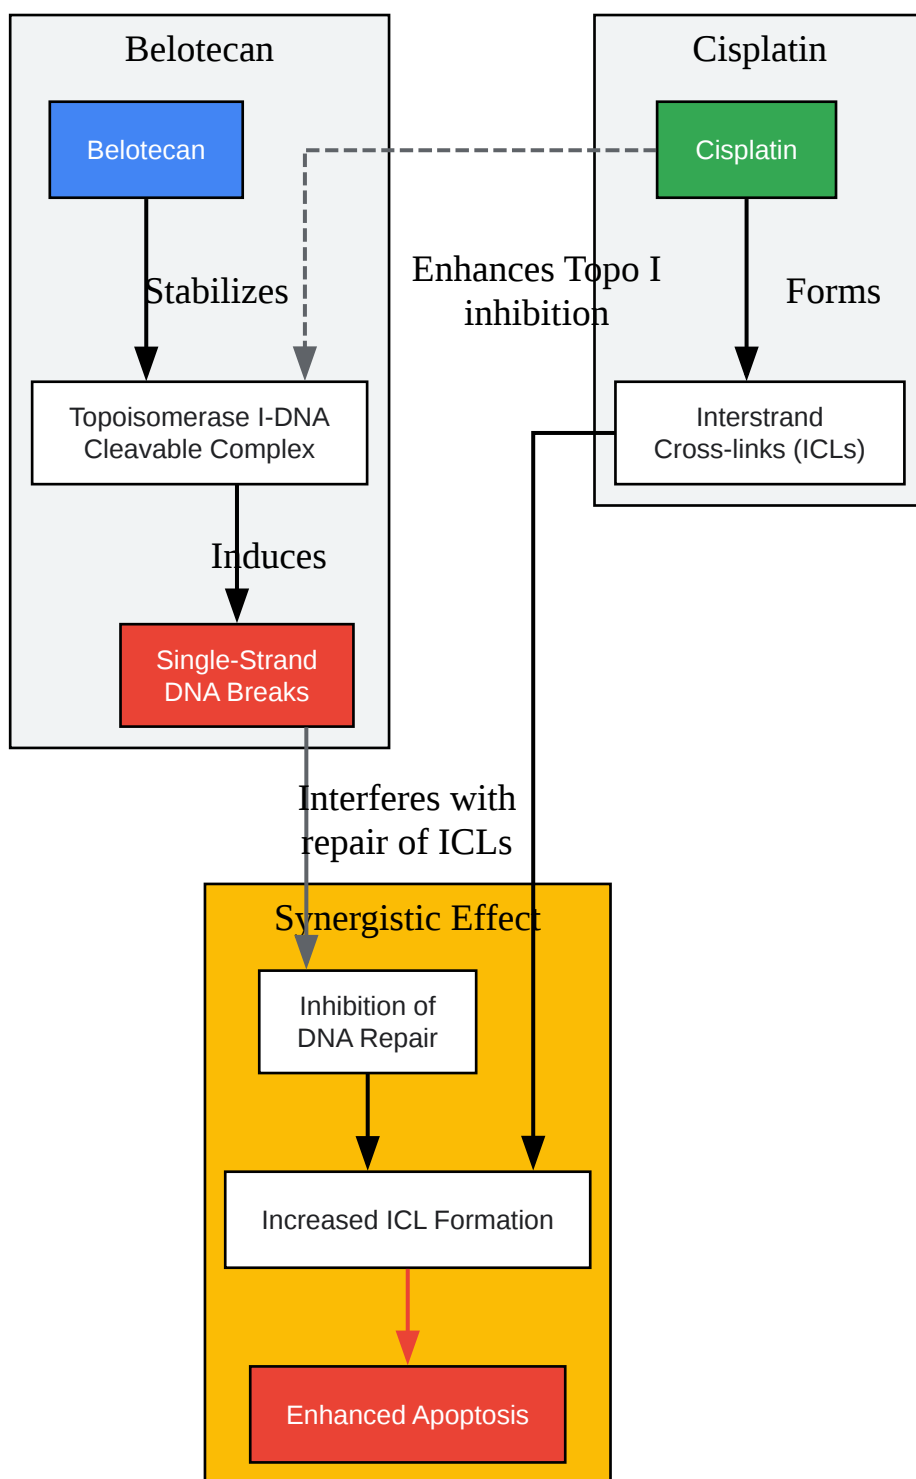 Belotecan
Cisplatin
Belotecan
Cisplatin
Stabilizes
Enhances Topo I
inhibition
Forms
Topoisomerase I-DNA
Cleavable Complex
Interstrand
Cross-links (ICLs)
Induces
Single-Strand
DNA Breaks
Interferes with
repair of ICLs
Synergistic Effect
Inhibition of
DNA Repair
Increased ICL Formation
Enhanced Apoptosis